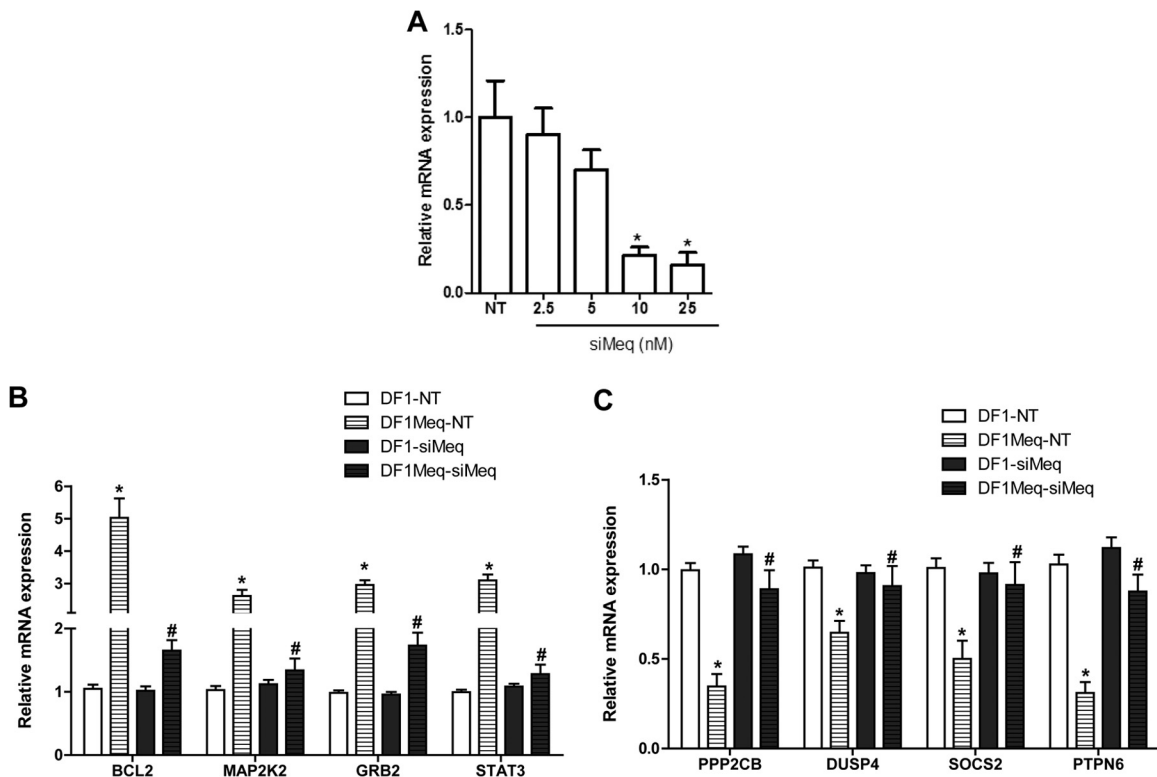 A
Relative mRNA expression
1.5
1.0
0.5
0.0
*
*
NT 2.5 5 10 25
siMeq (nM)
B
DF1-NT
DF1Meq-NT
DF1-siMeq
DF1Meq-siMeq
Relative mRNA expression
6
5
4
3
2
1
0
* # * # * # * #
BCL2 MAP2K2 GRB2 STAT3
C
DF1-NT
DF1Meq-NT
DF1-siMeq
DF1Meq-siMeq
Relative mRNA expression
1.5
1.0
0.5
0.0
* # * # * # * #
PPP2CB DUSP4 SOCS2 PTPN6